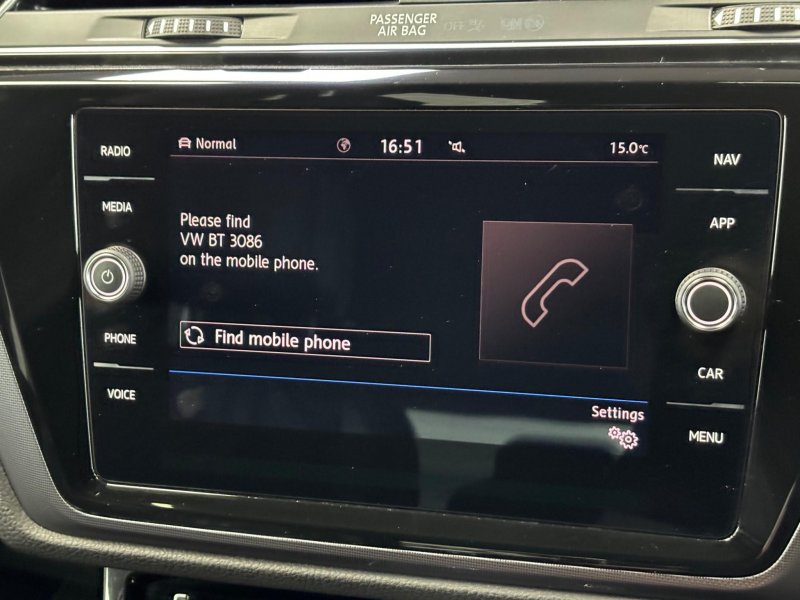 PASSENGER
AIR BAG OFF
Normal
16:51
15.0°C
RADIO
MEDIA
PHONE
VOICE
Please find
VW BT 3086
on the mobile phone.
Find mobile phone
Settings
NAV
APP
CAR
MENU